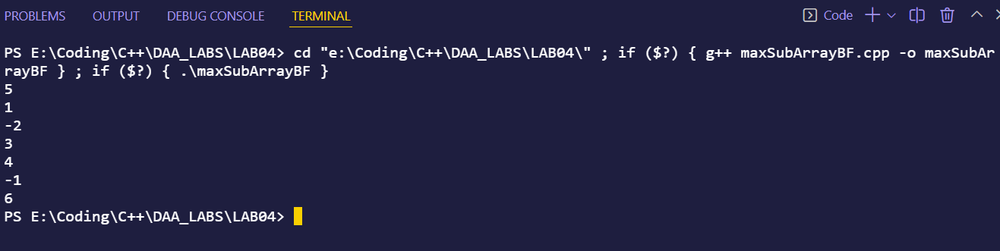 PROBLEMS OUTPUT DEBUG CONSOLE TERMINAL Code
PS E:\Coding\C++\DAA_LABS\LAB04> cd "e:\Coding\C++\DAA_LABS\LAB04\" ; if ($?) { g++ maxSubArrayBF.cpp -o maxSubAr
rayBF } ; if ($?) { .\maxSubArrayBF }
5
1
-2
3
4
-1
6
PS E:\Coding\C++\DAA_LABS\LAB04>